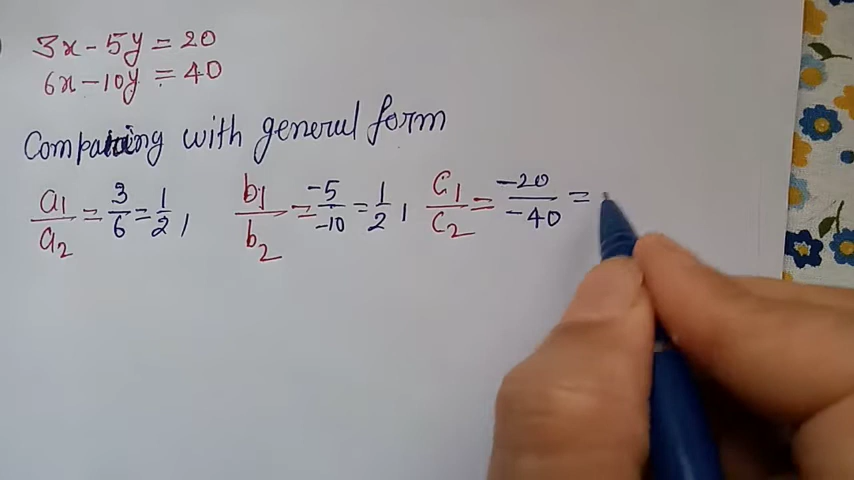 3x - 5y = 20
6x - 10y = 40
Comparing with general form
a1/a2 = 3/6 = 1/2, b1/b2 = -5/-10 = 1/2, C1/C2 = -20/-40 =